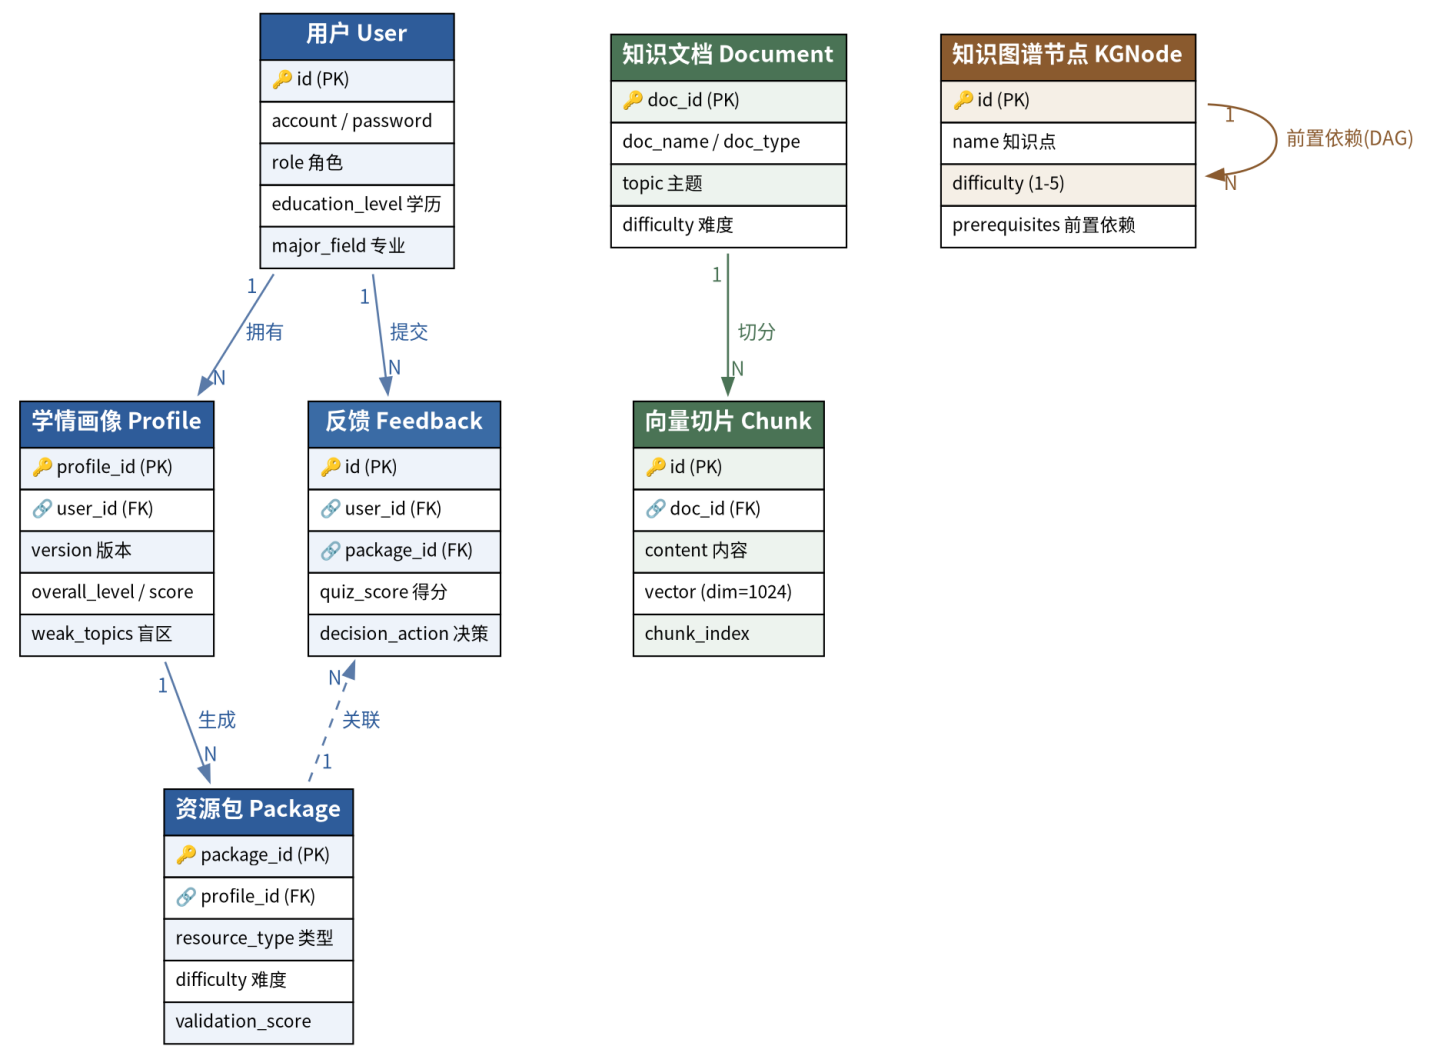 用户 User
🔑 id (PK)
account / password
role 角色
education_level 学历
major_field 专业
知识文档 Document
🔑 doc_id (PK)
doc_name / doc_type
topic 主题
difficulty 难度
知识图谱节点 KGNode
🔑 id (PK)
name 知识点
difficulty (1-5)
prerequisites 前置依赖
1
前置依赖(DAG)
N
1
拥有
N
1
提交
N
1
切分
N
学情画像 Profile
🔑 profile_id (PK)
🔗 user_id (FK)
version 版本
overall_level / score
weak_topics 盲区
反馈 Feedback
🔑 id (PK)
🔗 user_id (FK)
🔗 package_id (FK)
quiz_score 得分
decision_action 决策
向量切片 Chunk
🔑 id (PK)
🔗 doc_id (FK)
content 内容
vector (dim=1024)
chunk_index
1
生成
N
N
关联
1
资源包 Package
🔑 package_id (PK)
🔗 profile_id (FK)
resource_type 类型
difficulty 难度
validation_score